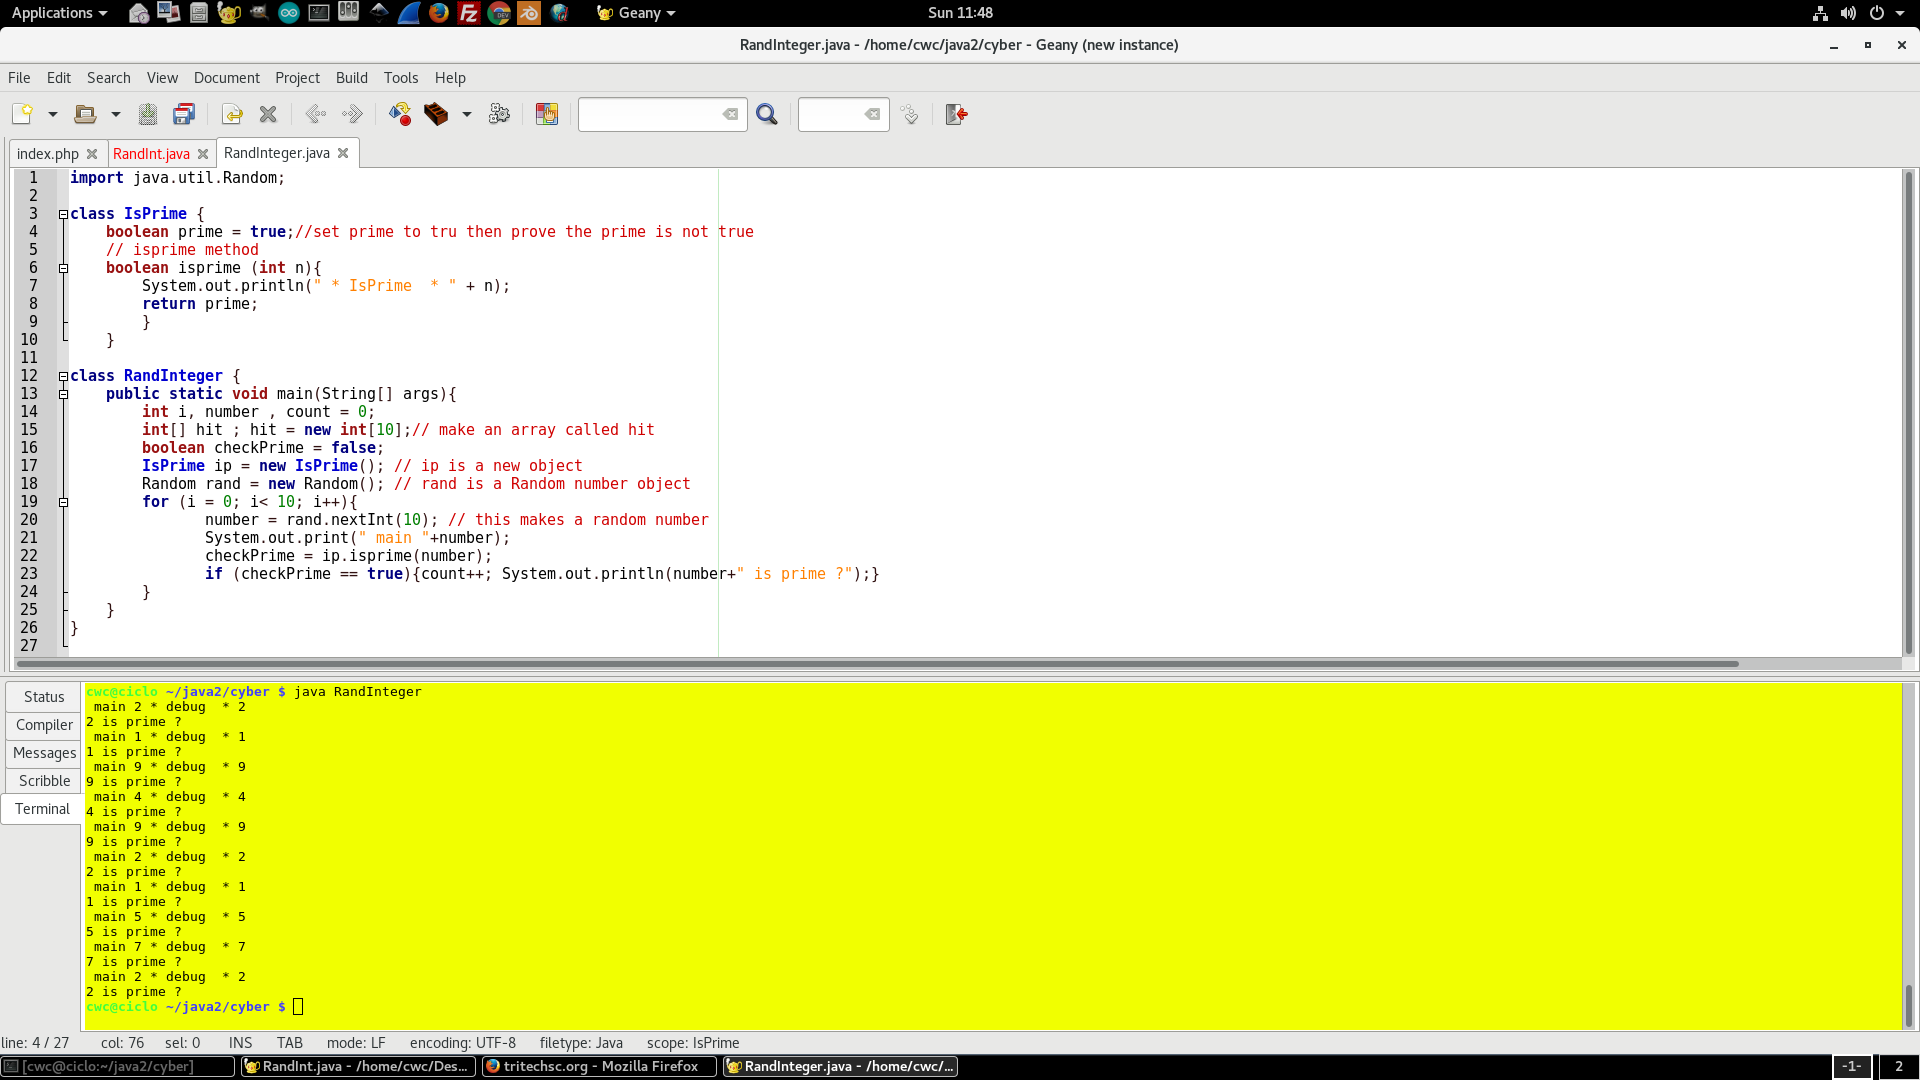 Applications
Geany
Sun 11:48
RandInteger.java - /home/cwc/java2/cyber - Geany (new instance)
File Edit Search View Document Project Build Tools Help
index.php RandInt.java RandInteger.java
1 import java.util.Random;
2
3 class IsPrime {
4 boolean prime = true;//set prime to tru then prove the prime is not true
5 // isprime method
6 boolean isprime (int n){
7 System.out.println(" * IsPrime  * " + n);
8 return prime;
9 }
10 }
11
12 class RandInteger {
13 public static void main(String[] args){
14 int i, number , count = 0;
15 int[] hit ; hit = new int[10];// make an array called hit
16 boolean checkPrime = false;
17 IsPrime ip = new IsPrime(); // ip is a new object
18 Random rand = new Random(); // rand is a Random number object
19 for (i = 0; i< 10; i++){
20 number = rand.nextInt(10); // this makes a random number
21 System.out.print(" main "+number);
22 checkPrime = ip.isprime(number);
23 if (checkPrime == true){count++; System.out.println(number+" is prime ?");}
24 }
25 }
26 }
27
Status
Compiler
Messages
Scribble
Terminal
cwc@ciclo ~/java2/cyber $ java RandInteger
main 2 * debug  * 2
2 is prime ?
main 1 * debug  * 1
1 is prime ?
main 9 * debug  * 9
9 is prime ?
main 4 * debug  * 4
4 is prime ?
main 9 * debug  * 9
9 is prime ?
main 2 * debug  * 2
2 is prime ?
main 1 * debug  * 1
1 is prime ?
main 5 * debug  * 5
5 is prime ?
main 7 * debug  * 7
7 is prime ?
main 2 * debug  * 2
2 is prime ?
cwc@ciclo ~/java2/cyber $
line: 4 / 27 col: 76 sel: 0 INS TAB mode: LF encoding: UTF-8 filetype: Java scope: IsPrime
[cwc@ciclo:~/java2/cyber] RandInt.java - /home/cwc/Des... tritechsc.org - Mozilla Firefox RandInteger.java - /home/cwc/... -1- 2